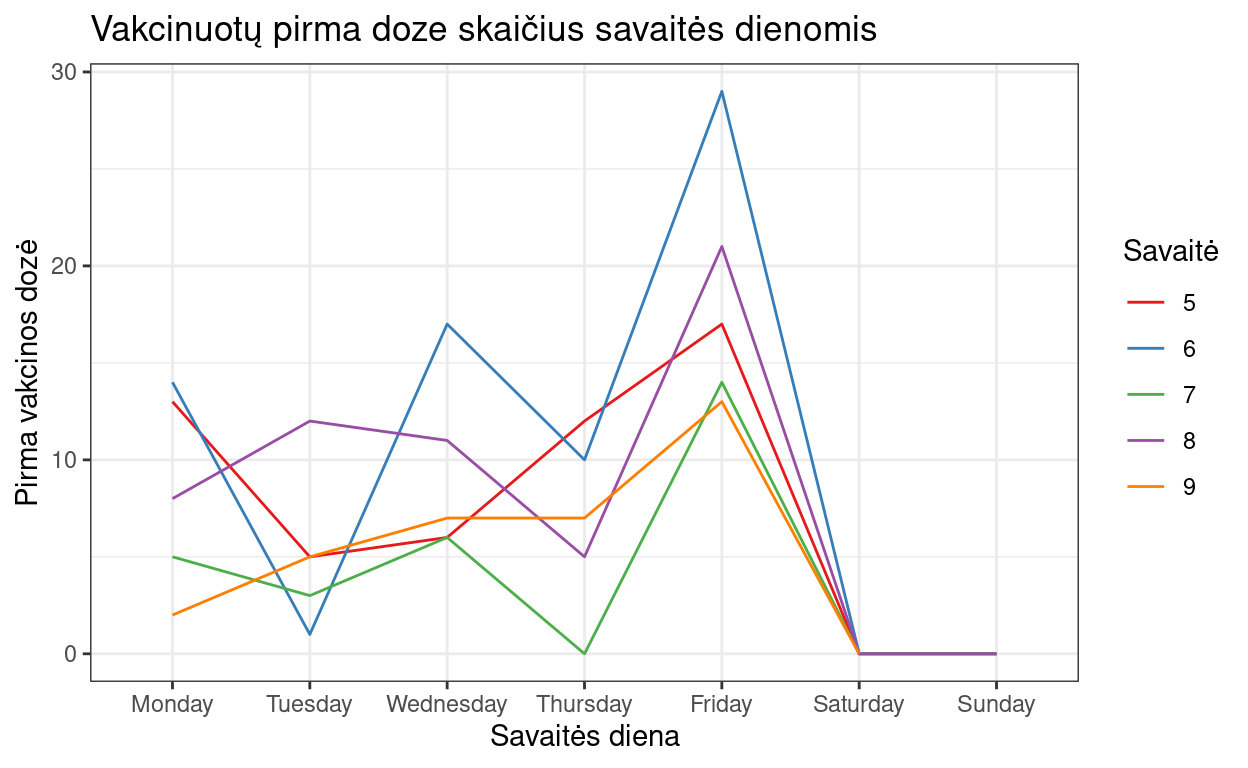 Vakcinuotų pirma doze skaičius savaitės dienomis
Pirma vakcinos dozė
30
20
10
0
Monday Tuesday Wednesday Thursday Friday Saturday Sunday
Savaitės diena
Savaitė
5
6
7
8
9